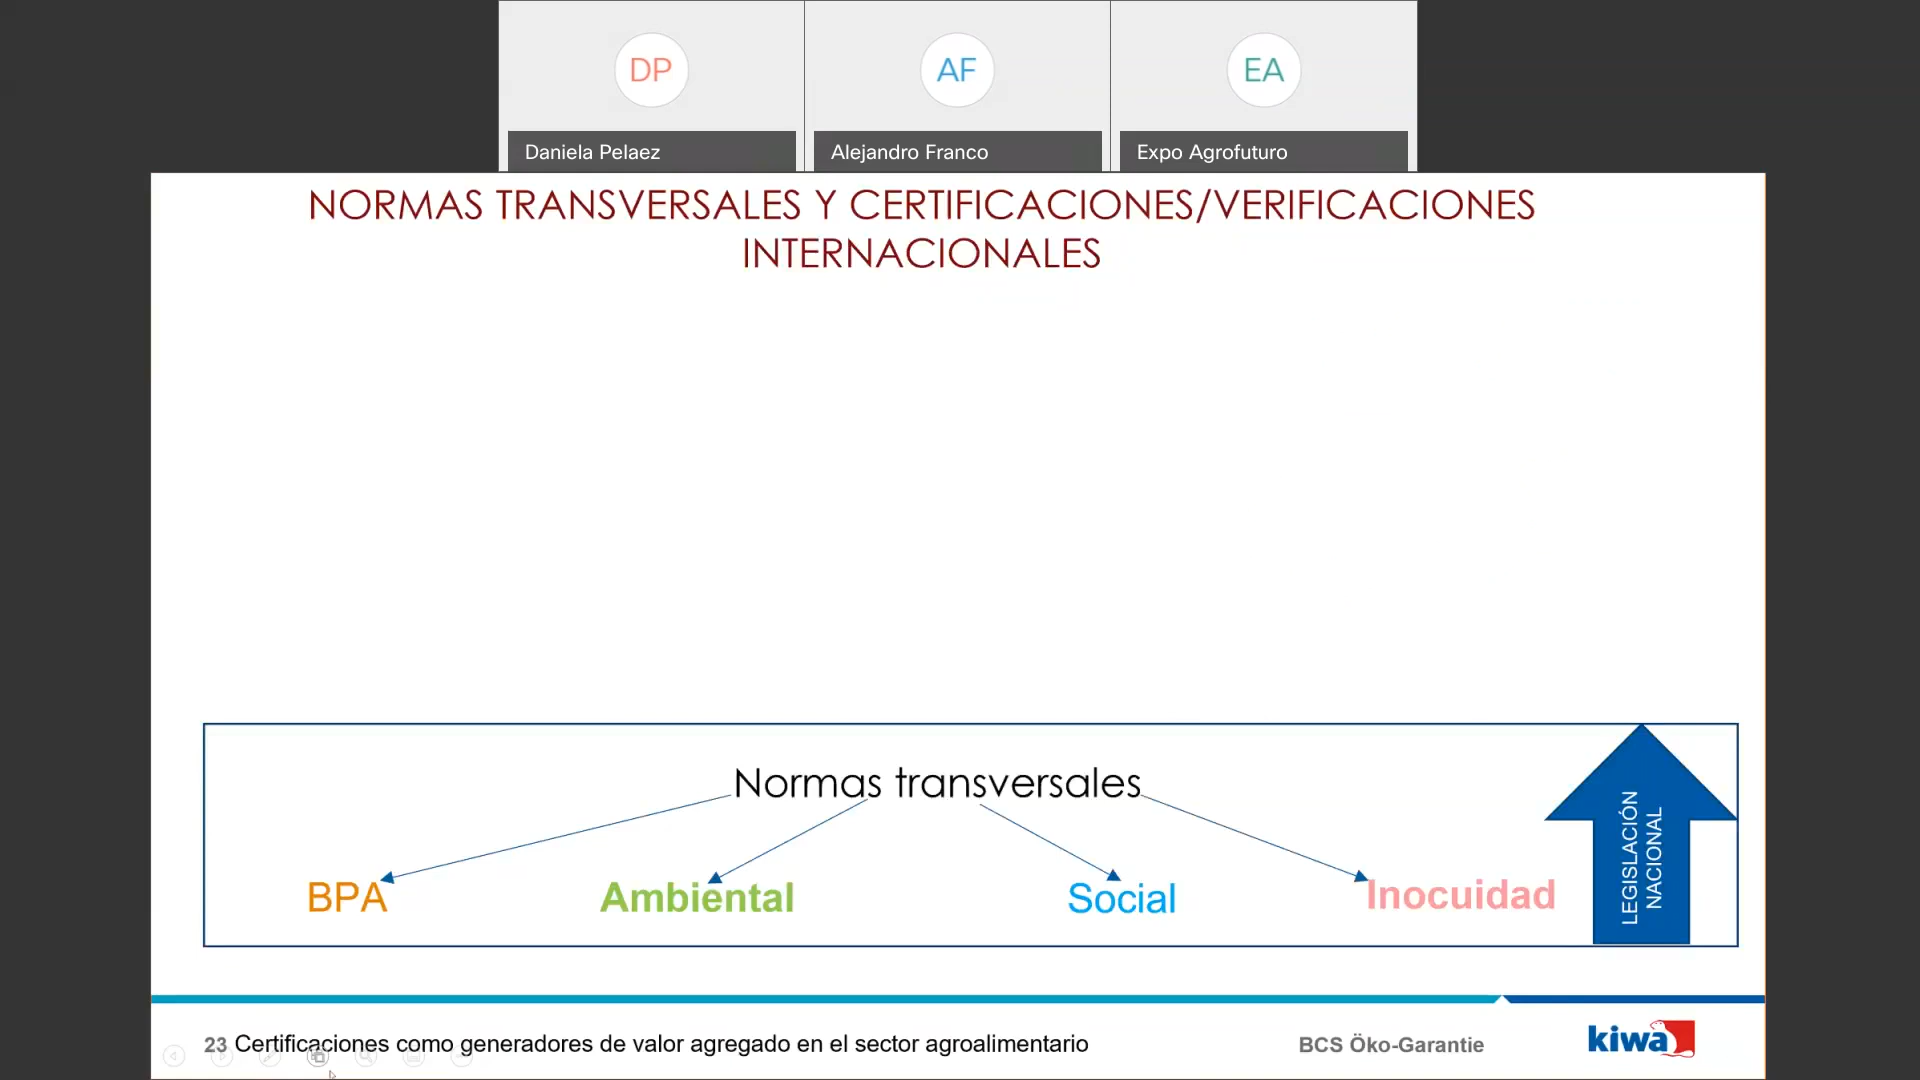 DP
AF
EA
Daniela Pelaez
Alejandro Franco
Expo Agrofuturo
NORMAS TRANSVERSALES Y CERTIFICACIONES/VERIFICACIONES
INTERNACIONALES
Normas transversales
BPA
Ambiental
Social
Inocuidad
LEGISLACIÓN
NACIONAL
23 Certificaciones como generadores de valor agregado en el sector agroalimentario
BCS Öko-Garantie
kiwa